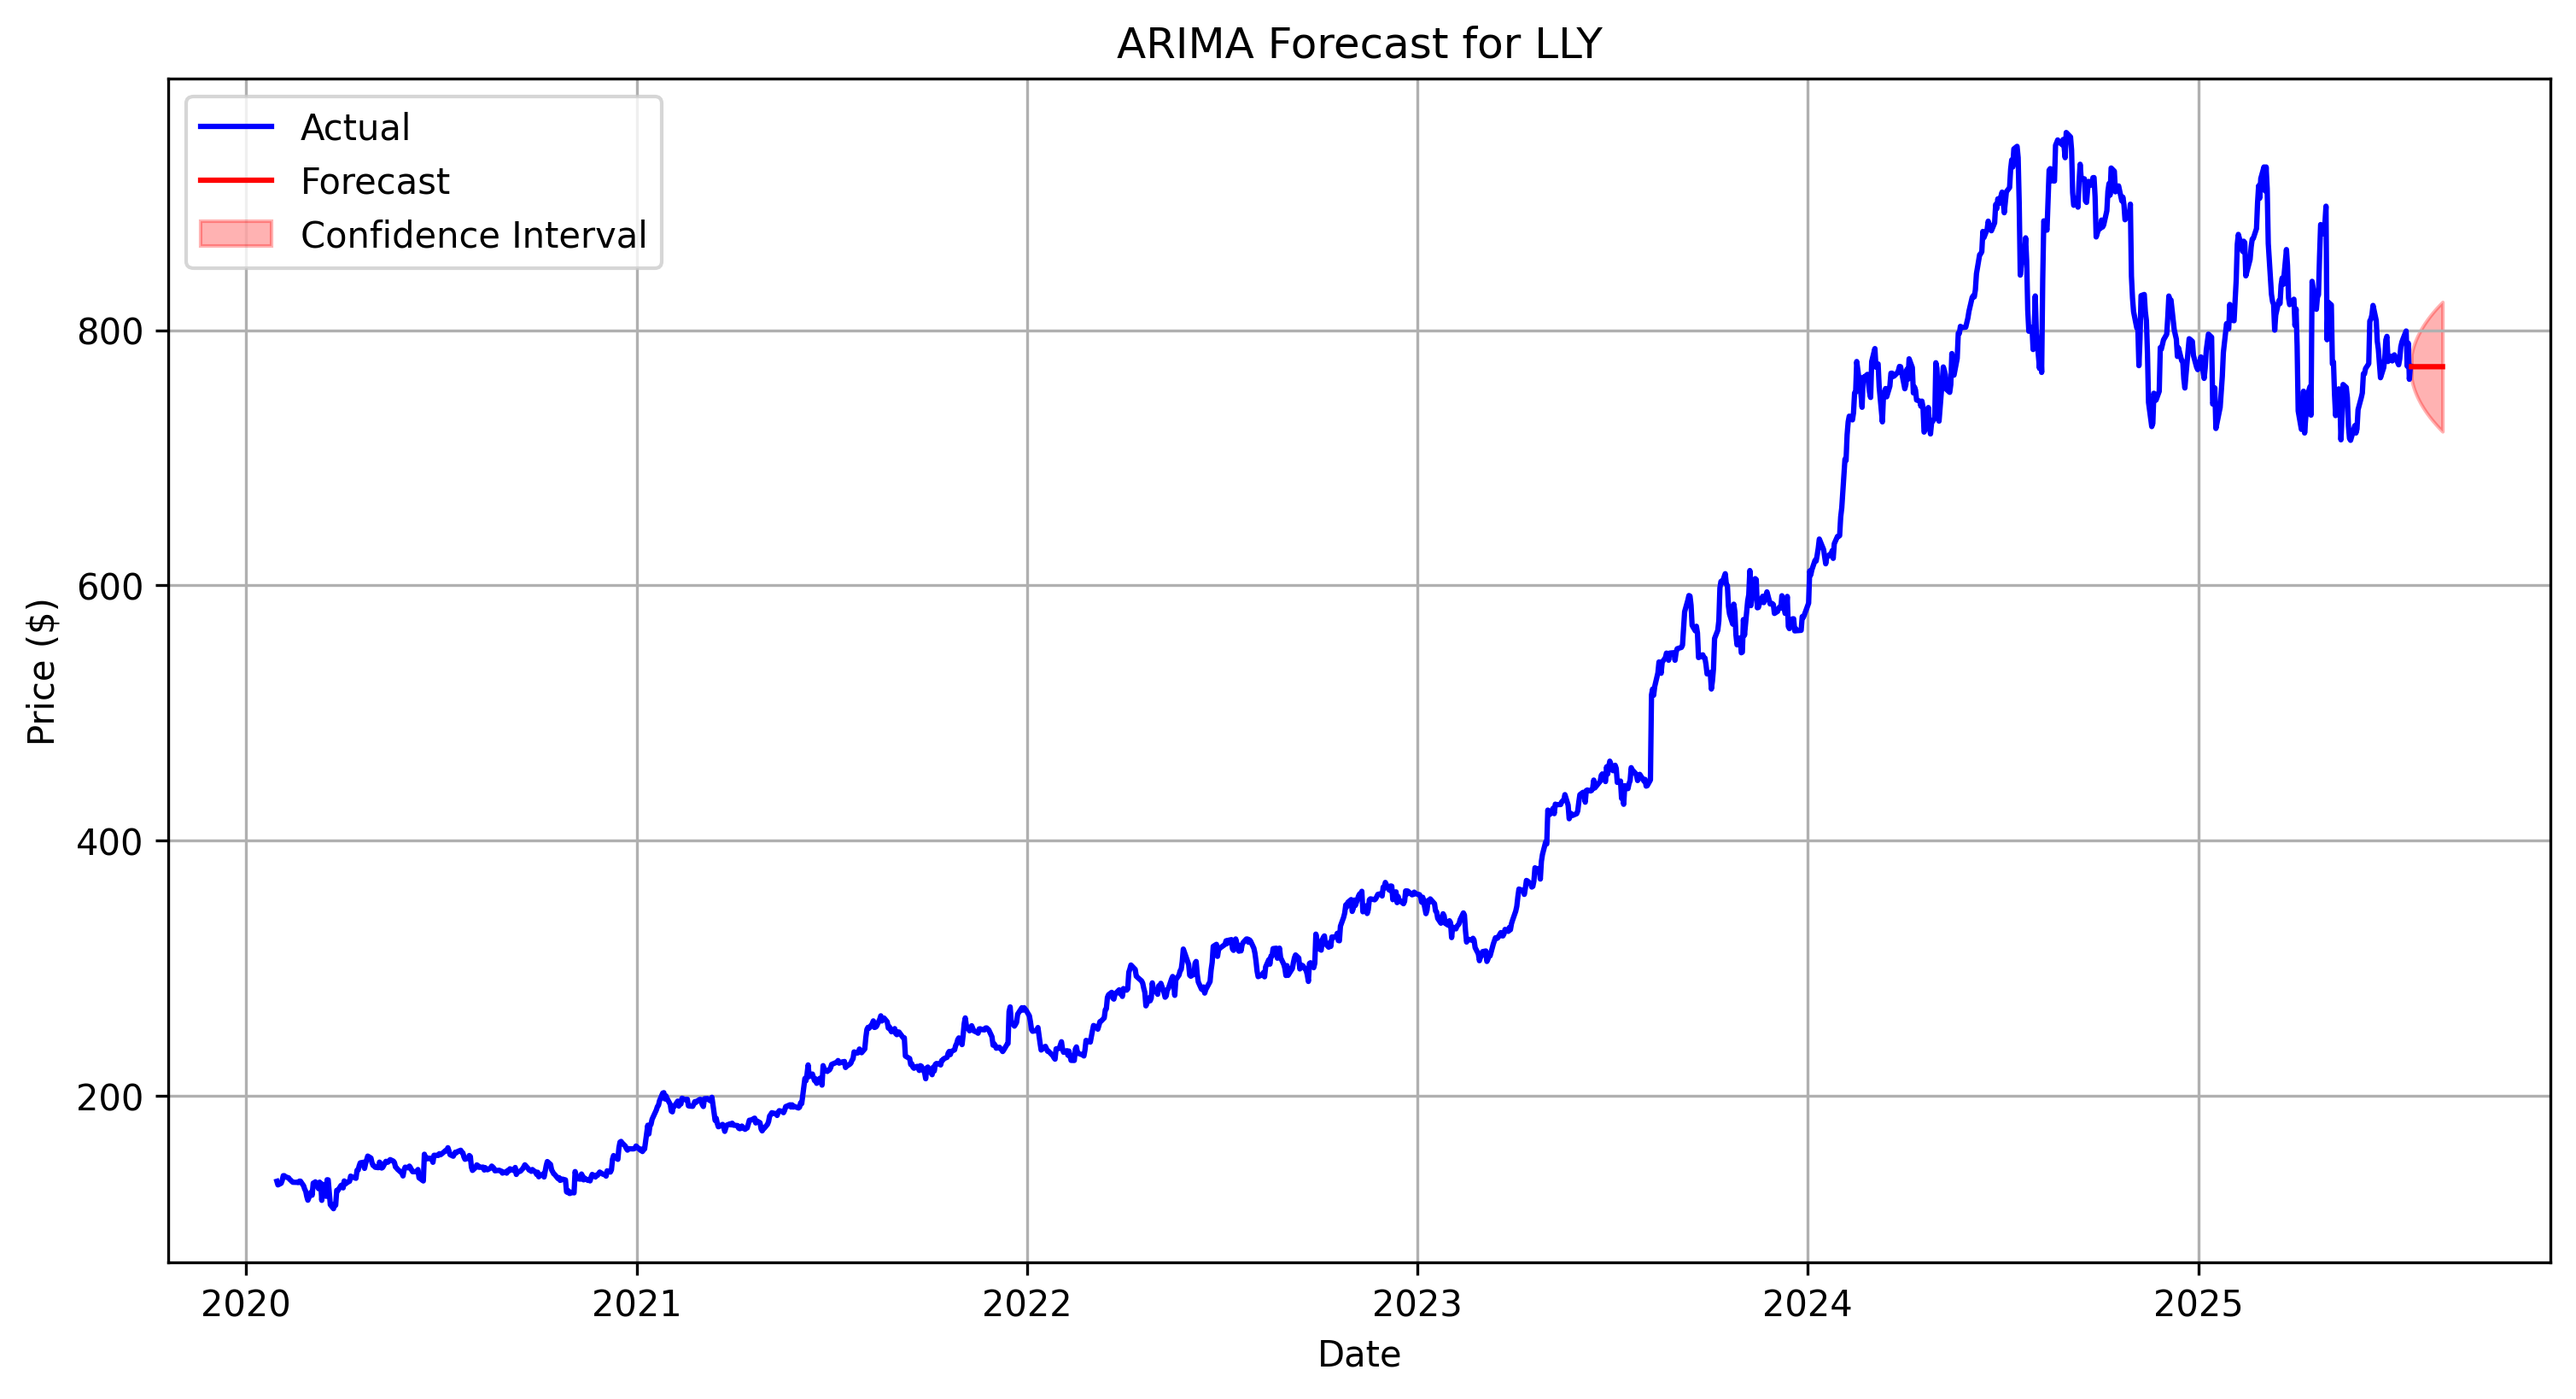 ARIMA Forecast for LLY
Actual
Forecast
Confidence Interval
Price ($)
800
600
400
200
2020 2021 2022 2023 2024 2025
Date